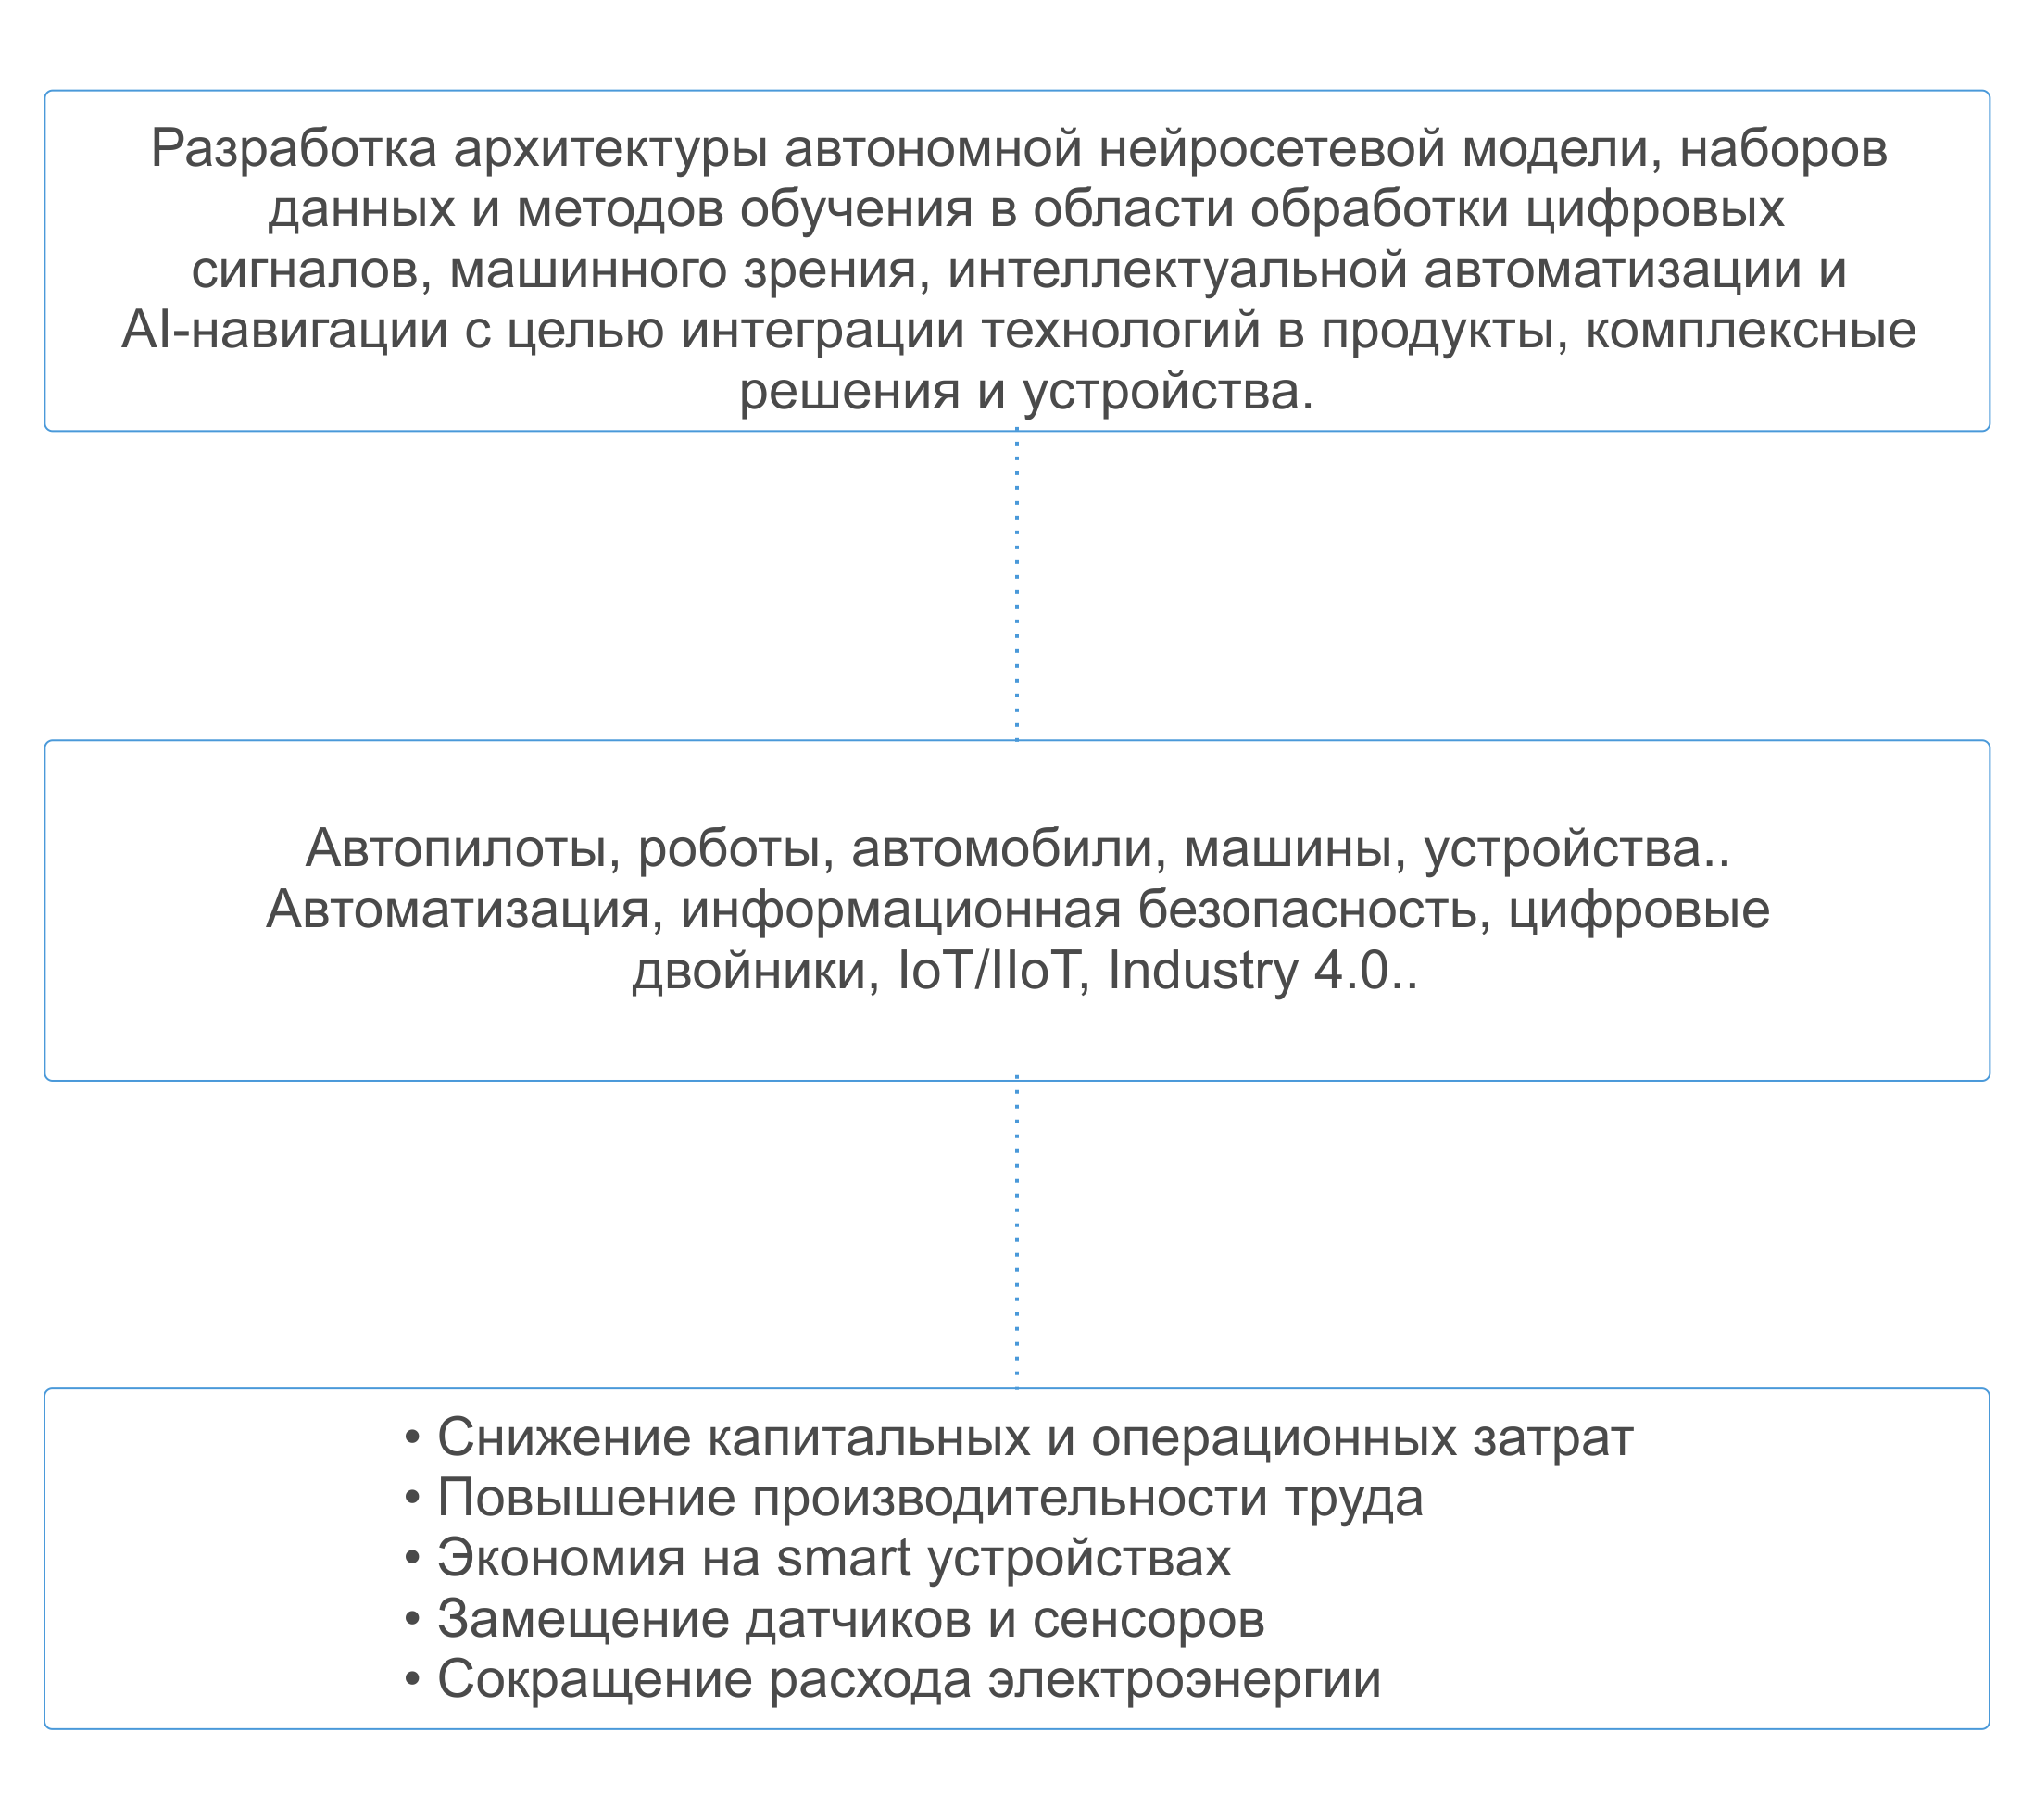 Разработка архитектуры автономной нейросетевой модели, наборов
данных и методов обучения в области обработки цифровых
сигналов, машинного зрения, интеллектуальной автоматизации и
AI-навигации с целью интеграции технологий в продукты, комплексные
решения и устройства.
Автопилоты, роботы, автомобили, машины, устройства..
Автоматизация, информационная безопасность, цифровые
двойники, IoT/IIoT, Industry 4.0..
• Снижение капитальных и операционных затрат
• Повышение производительности труда
• Экономия на smart устройствах
• Замещение датчиков и сенсоров
• Сокращение расхода электроэнергии